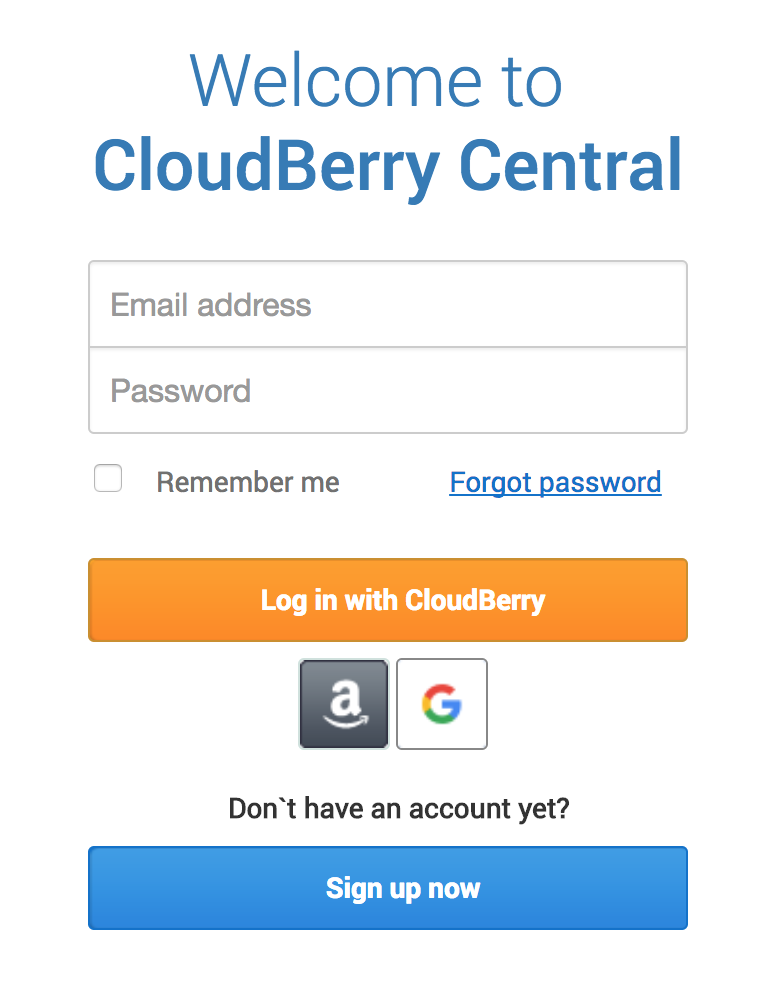 Welcome to
CloudBerry Central
Email address
Password
Remember me Forgot password
Log in with CloudBerry
a G
Don`t have an account yet?
Sign up now